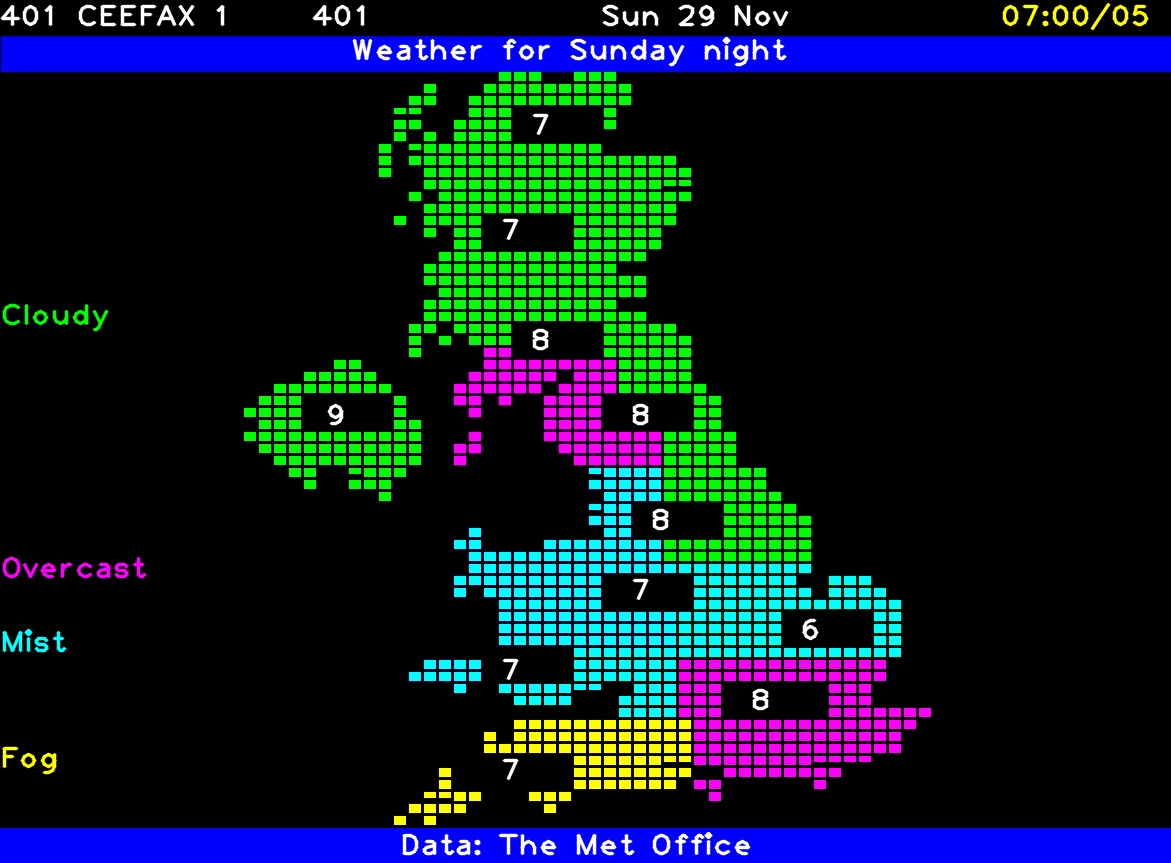 401 CEEFAX 1 401 Sun 29 Nov 07:00/05
Weather for Sunday night
7
7
Cloudy
8
9 8
8
Overcast
7
6
Mist
7
8
Fog
7
Data: The Met Office